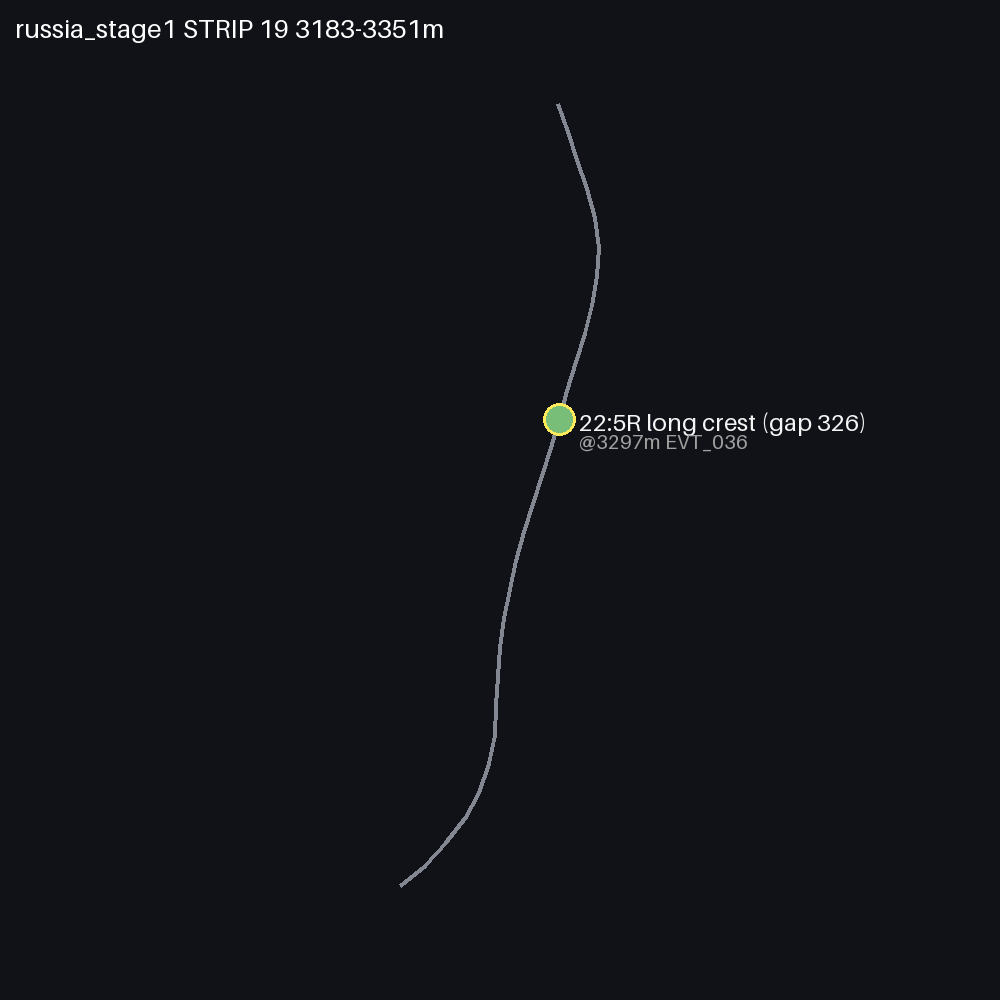 russia_stage1 STRIP 19 3183-3351m
22:5R long crest (gap 326)
@3297m EVT_036